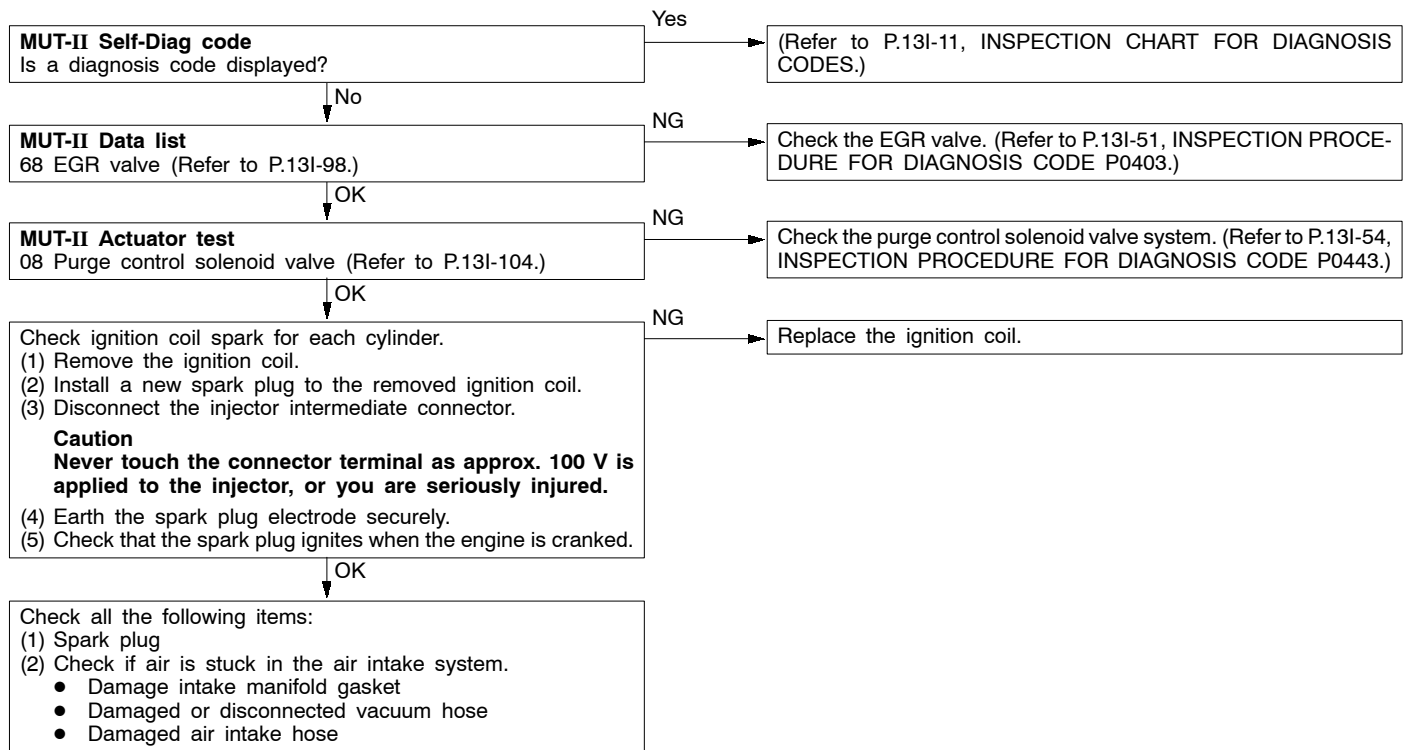 MUT-II Self-Diag code
Is a diagnosis code displayed?
Yes
(Refer to P.13I-11, INSPECTION CHART FOR DIAGNOSIS
CODES.)
No
MUT-II Data list
68 EGR valve (Refer to P.13I-98.)
NG
Check the EGR valve. (Refer to P.13I-51, INSPECTION PROCE-
DURE FOR DIAGNOSIS CODE P0403.)
OK
MUT-II Actuator test
08 Purge control solenoid valve (Refer to P.13I-104.)
NG
Check the purge control solenoid valve system. (Refer to P.13I-54,
INSPECTION PROCEDURE FOR DIAGNOSIS CODE P0443.)
OK
Check ignition coil spark for each cylinder.
(1) Remove the ignition coil.
(2) Install a new spark plug to the removed ignition coil.
(3) Disconnect the injector intermediate connector.
Caution
Never touch the connector terminal as approx. 100 V is
applied to the injector, or you are seriously injured.
(4) Earth the spark plug electrode securely.
(5) Check that the spark plug ignites when the engine is cranked.
NG
Replace the ignition coil.
OK
Check all the following items:
(1) Spark plug
(2) Check if air is stuck in the air intake system.
● Damage intake manifold gasket
● Damaged or disconnected vacuum hose
● Damaged air intake hose